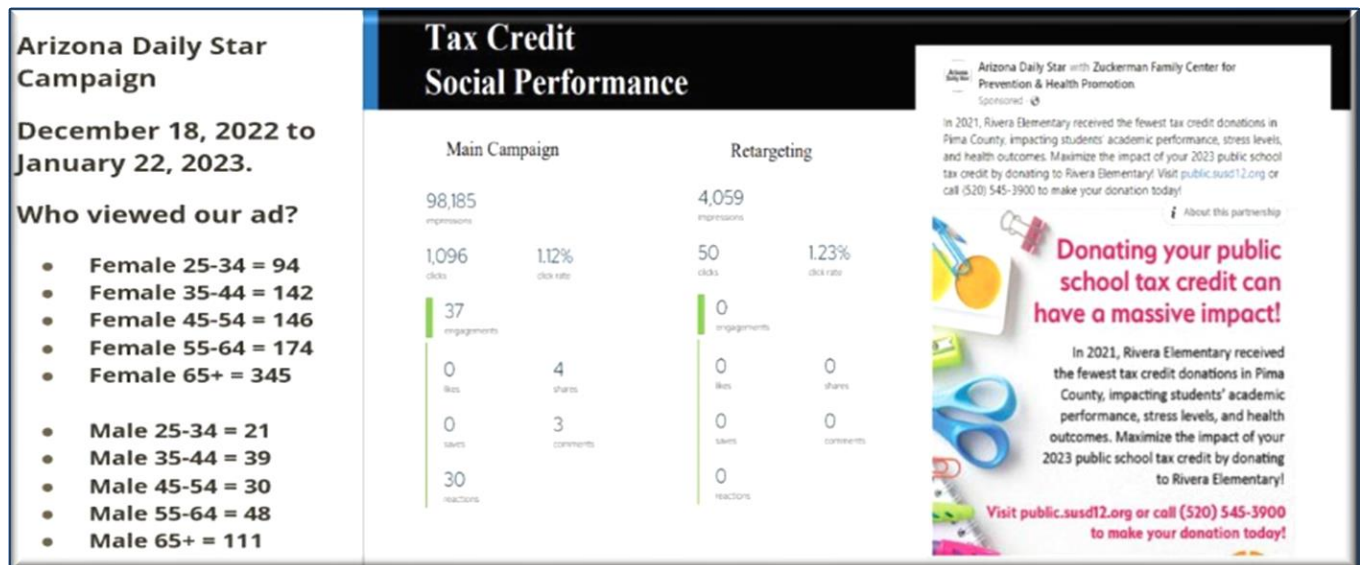 Arizona Daily Star
Campaign
December 18, 2022 to
January 22, 2023.
Who viewed our ad?
• Female 25-34 = 94
• Female 35-44 = 142
• Female 45-54 = 146
• Female 55-64 = 174
• Female 65+ = 345
• Male 25-34 = 21
• Male 35-44 = 39
• Male 45-54 = 30
• Male 55-64 = 48
• Male 65+ = 111
Tax Credit
Social Performance
Main Campaign
98,185
impressions
1,096 1.12%
clicks click rate
37
engagements
0 4
likes shares
0 3
saves comments
30
reactions
Retargeting
4,059
impressions
50 1.23%
clicks click rate
0
engagements
0 0
likes shares
0 0
saves comments
0
reactions
Arizona Daily Star with Zuckerman Family Center for
Prevention & Health Promotion
Sponsored ·
In 2021, Rivera Elementary received the fewest tax credit donations in
Pima County, impacting students' academic performance, stress levels,
and health outcomes. Maximize the impact of your 2023 public school
tax credit by donating to Rivera Elementary! Visit public.susd12.org or
call (520) 545-3900 to make your donation today!
i About this partnership
Donating your public
school tax credit can
have a massive impact!
In 2021, Rivera Elementary received
the fewest tax credit donations in Pima
County, impacting students' academic
performance, stress levels, and health
outcomes. Maximize the impact of your
2023 public school tax credit by donating
to Rivera Elementary!
Visit public.susd12.org or call (520) 545-3900
to make your donation today!